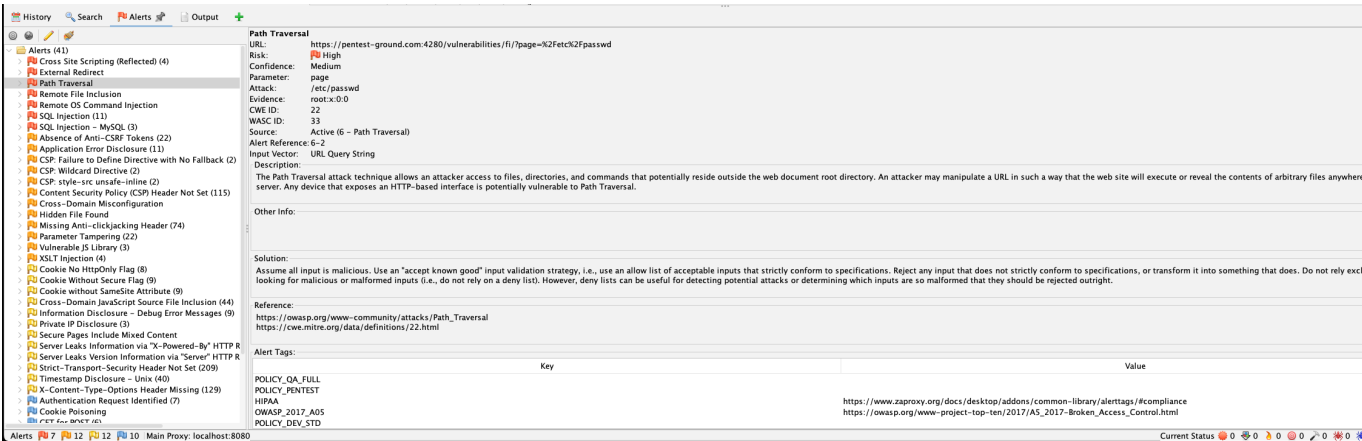 History Search Alerts Output
Alerts (41)
Cross Site Scripting (Reflected) (4)
External Redirect
Path Traversal
Remote File Inclusion
Remote OS Command Injection
SQL Injection (11)
SQL Injection – MySQL (3)
Absence of Anti-CSRF Tokens (22)
Application Error Disclosure (11)
CSP: Failure to Define Directive with No Fallback (2)
CSP: Wildcard Directive (2)
CSP: style-src unsafe-inline (2)
Content Security Policy (CSP) Header Not Set (115)
Cross-Domain Misconfiguration
Hidden File Found
Missing Anti-clickjacking Header (74)
Parameter Tampering (22)
Vulnerable JS Library (3)
XSLT Injection (4)
Cookie No HttpOnly Flag (8)
Cookie Without Secure Flag (9)
Cookie without SameSite Attribute (9)
Cross-Domain JavaScript Source File Inclusion (44)
Information Disclosure – Debug Error Messages (9)
Private IP Disclosure (3)
Secure Pages Include Mixed Content
Server Leaks Information via "X-Powered-By" HTTP R
Server Leaks Version Information via "Server" HTTP R
Strict-Transport-Security Header Not Set (209)
Timestamp Disclosure – Unix (40)
X-Content-Type-Options Header Missing (129)
Authentication Request Identified (7)
Cookie Poisoning
GET for POST (6)
Path Traversal
URL: https://pentest-ground.com:4280/vulnerabilities/fi/?page=%2Fetc%2Fpasswd
Risk: High
Confidence: Medium
Parameter: page
Attack: /etc/passwd
Evidence: root:x:0:0
CWE ID: 22
WASC ID: 33
Source: Active (6 – Path Traversal)
Alert Reference: 6-2
Input Vector: URL Query String
Description:
The Path Traversal attack technique allows an attacker access to files, directories, and commands that potentially reside outside the web document root directory. An attacker may manipulate a URL in such a way that the web site will execute or reveal the contents of arbitrary files anywhere
server. Any device that exposes an HTTP-based interface is potentially vulnerable to Path Traversal.
Other Info:
Solution:
Assume all input is malicious. Use an "accept known good" input validation strategy, i.e., use an allow list of acceptable inputs that strictly conform to specifications. Reject any input that does not strictly conform to specifications, or transform it into something that does. Do not rely excl
looking for malicious or malformed inputs (i.e., do not rely on a deny list). However, deny lists can be useful for detecting potential attacks or determining which inputs are so malformed that they should be rejected outright.
Reference:
https://owasp.org/www-community/attacks/Path_Traversal
https://cwe.mitre.org/data/definitions/22.html
Alert Tags:
Key Value
POLICY_QA_FULL
POLICY_PENTEST
HIPAA https://www.zaproxy.org/docs/desktop/addons/common-library/alerttags/#compliance
OWASP_2017_A05 https://owasp.org/www-project-top-ten/2017/A5_2017-Broken_Access_Control.html
POLICY_DEV_STD
Alerts 7 12 12 10 Main Proxy: localhost:8080 Current Status 0 0 0 0 0 0